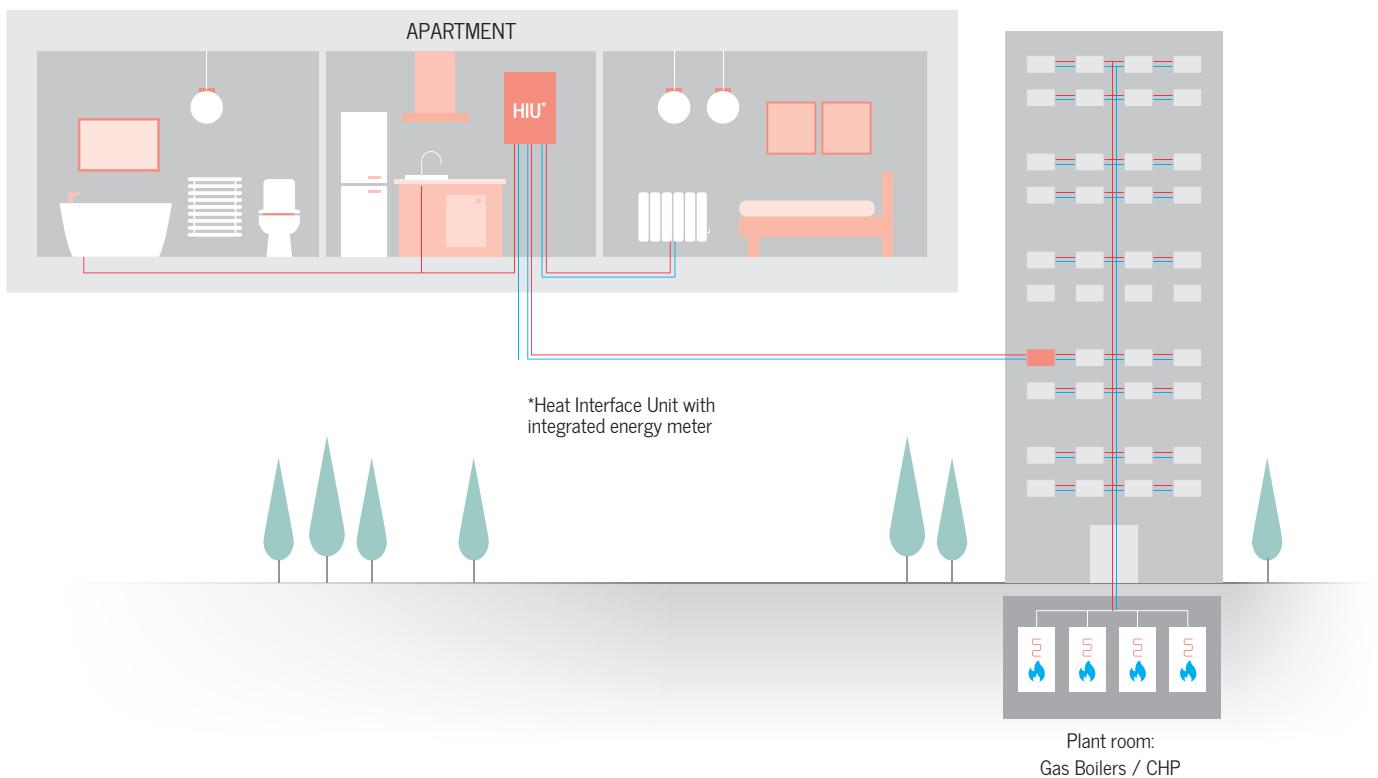 APARTMENT
HIU*
*Heat Interface Unit with
integrated energy meter
Plant room:
Gas Boilers / CHP